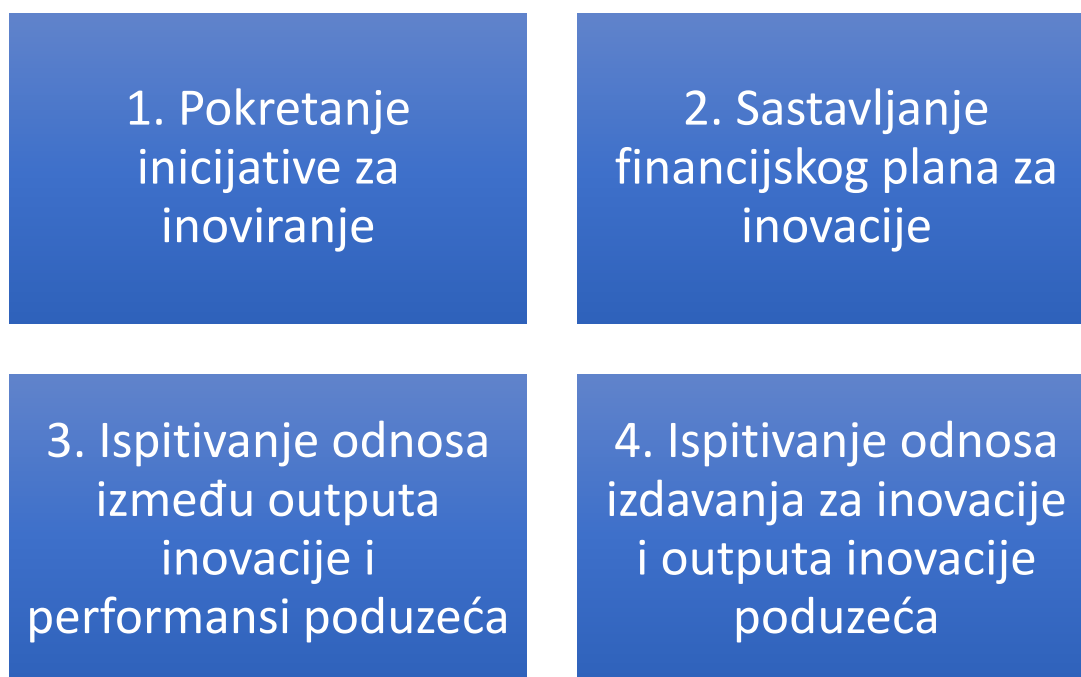 1. Pokretanje
inicijative za
inoviranje
2. Sastavljanje
financijskog plana za
inovacije
3. Ispitivanje odnosa
između outputa
inovacije i
performansi poduzeća
4. Ispitivanje odnosa
izdavanja za inovacije
i outputa inovacije
poduzeća